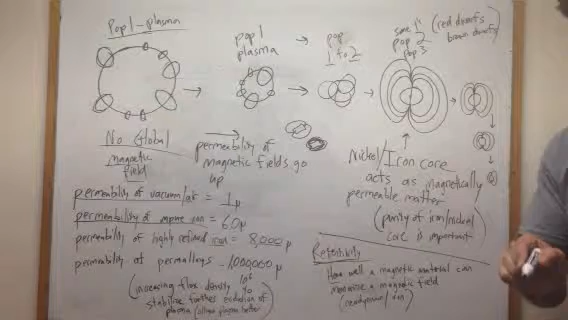 Pop 1 - plasma
pop 1
plasma
→
pop
1 to 2
some 1's
pop 2
pop 3
(red dwarfs
brown dwarfs)
No Global
magnetic
field
permeability of
magnetic fields go
up
Nickel/Iron core
acts as magnetically
permeable matter
(purity of iron/nickel
core is important)
permeability of vacuum/air = 1μ
permeability of impure iron = 60μ
permeability of highly refined iron = 8,000μ
permeability of permalloys - 1,000,000μ
(increasing flux density
stabilize further evolution of
plasma (allows plasma better
Retentivity
How well a magnetic material can
a magnetic field